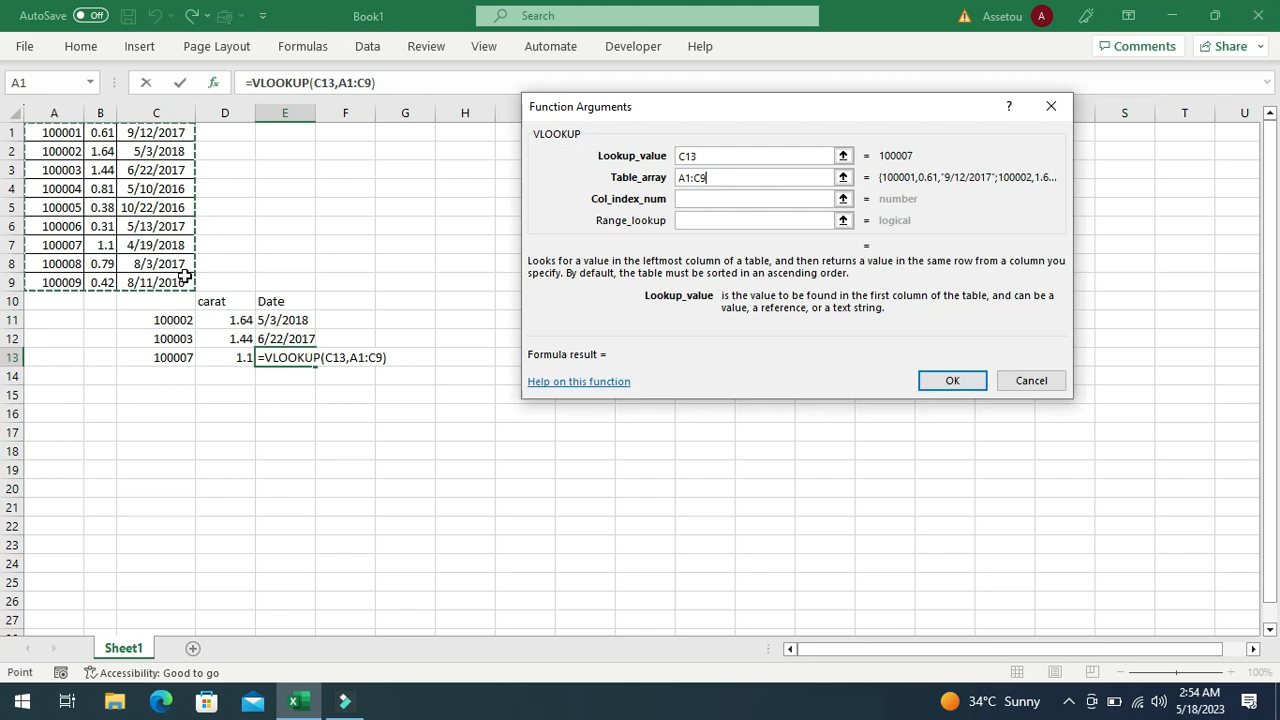 AutoSave Off Book1 Search Assetou A
File Home Insert Page Layout Formulas Data Review View Automate Developer Help Comments Share
A1 fx =VLOOKUP(C13,A1:C9)
A B C D E F G H S T U
1 100001 0.61 9/12/2017
2 100002 1.64 5/3/2018
3 100003 1.44 6/22/2017
4 100004 0.81 5/10/2016
5 100005 0.38 10/22/2016
6 100006 0.31 5/13/2017
7 100007 1.1 4/19/2018
8 100008 0.79 8/3/2017
9 100009 0.42 8/11/2016
10 carat Date
11 100002 1.64 5/3/2018
12 100003 1.44 6/22/2017
13 100007 1.1 =VLOOKUP(C13,A1:C9)
14
15
16
17
18
19
20
21
22
23
24
25
26
27
Function Arguments ?
VLOOKUP
Lookup_value C13 = 100007
Table_array A1:C9 = {100001,0.61,"9/12/2017";100002,1.6...
Col_index_num = number
Range_lookup = logical
=
Looks for a value in the leftmost column of a table, and then returns a value in the same row from a column you
specify. By default, the table must be sorted in an ascending order.
Lookup_value is the value to be found in the first column of the table, and can be a
value, a reference, or a text string.
Formula result =
Help on this function OK Cancel
Sheet1
Point Accessibility: Good to go 100%
34°C Sunny 2:54 AM
5/18/2023